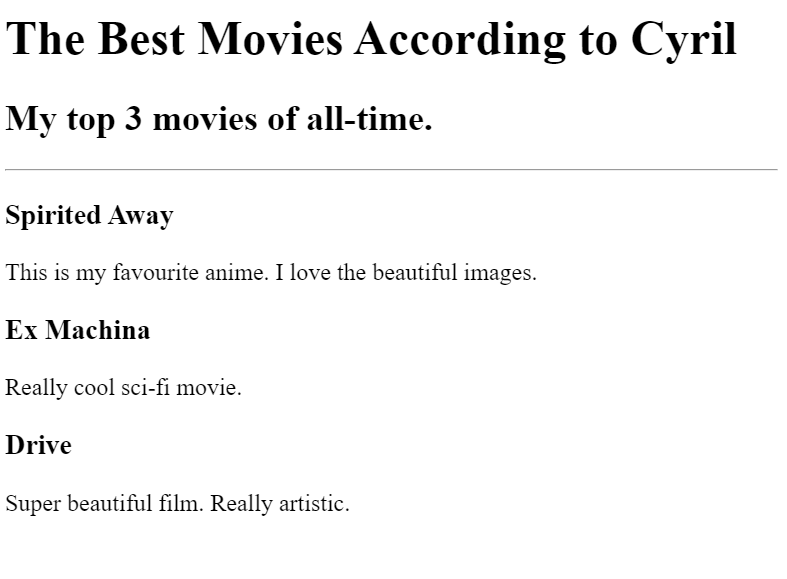 The Best Movies According to Cyril
My top 3 movies of all-time.
Spirited Away
This is my favourite anime. I love the beautiful images.
Ex Machina
Really cool sci-fi movie.
Drive
Super beautiful film. Really artistic.